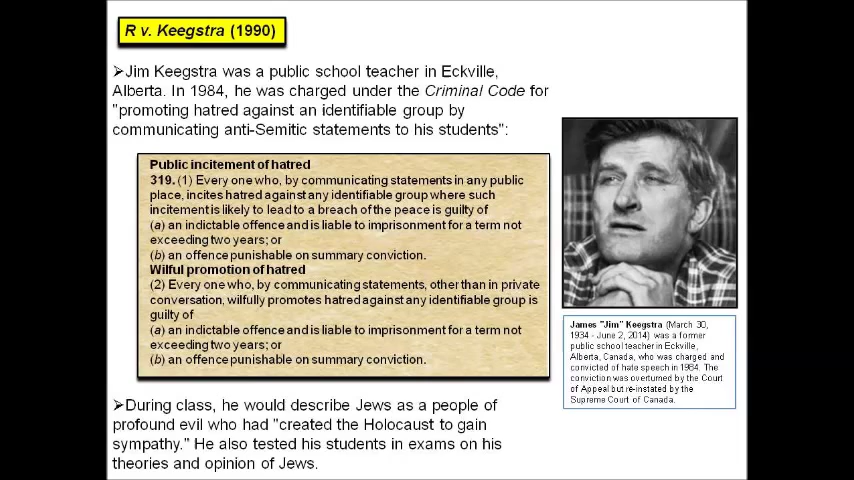 R v. Keegstra (1990)
➢Jim Keegstra was a public school teacher in Eckville,
Alberta. In 1984, he was charged under the Criminal Code for
"promoting hatred against an identifiable group by
communicating anti-Semitic statements to his students":
Public incitement of hatred
319. (1) Every one who, by communicating statements in any public
place, incites hatred against any identifiable group where such
incitement is likely to lead to a breach of the peace is guilty of
(a) an indictable offence and is liable to imprisonment for a term not
exceeding two years; or
(b) an offence punishable on summary conviction.
Wilful promotion of hatred
(2) Every one who, by communicating statements, other than in private
conversation, wilfully promotes hatred against any identifiable group is
guilty of
(a) an indictable offence and is liable to imprisonment for a term not
exceeding two years; or
(b) an offence punishable on summary conviction.
James "Jim" Keegstra (March 30,
1934 - June 2, 2014) was a former
public school teacher in Eckville,
Alberta, Canada, who was charged and
convicted of hate speech in 1984. The
conviction was overturned by the Court
of Appeal but re-instated by the
Supreme Court of Canada.
➢During class, he would describe Jews as a people of
profound evil who had "created the Holocaust to gain
sympathy." He also tested his students in exams on his
theories and opinion of Jews.